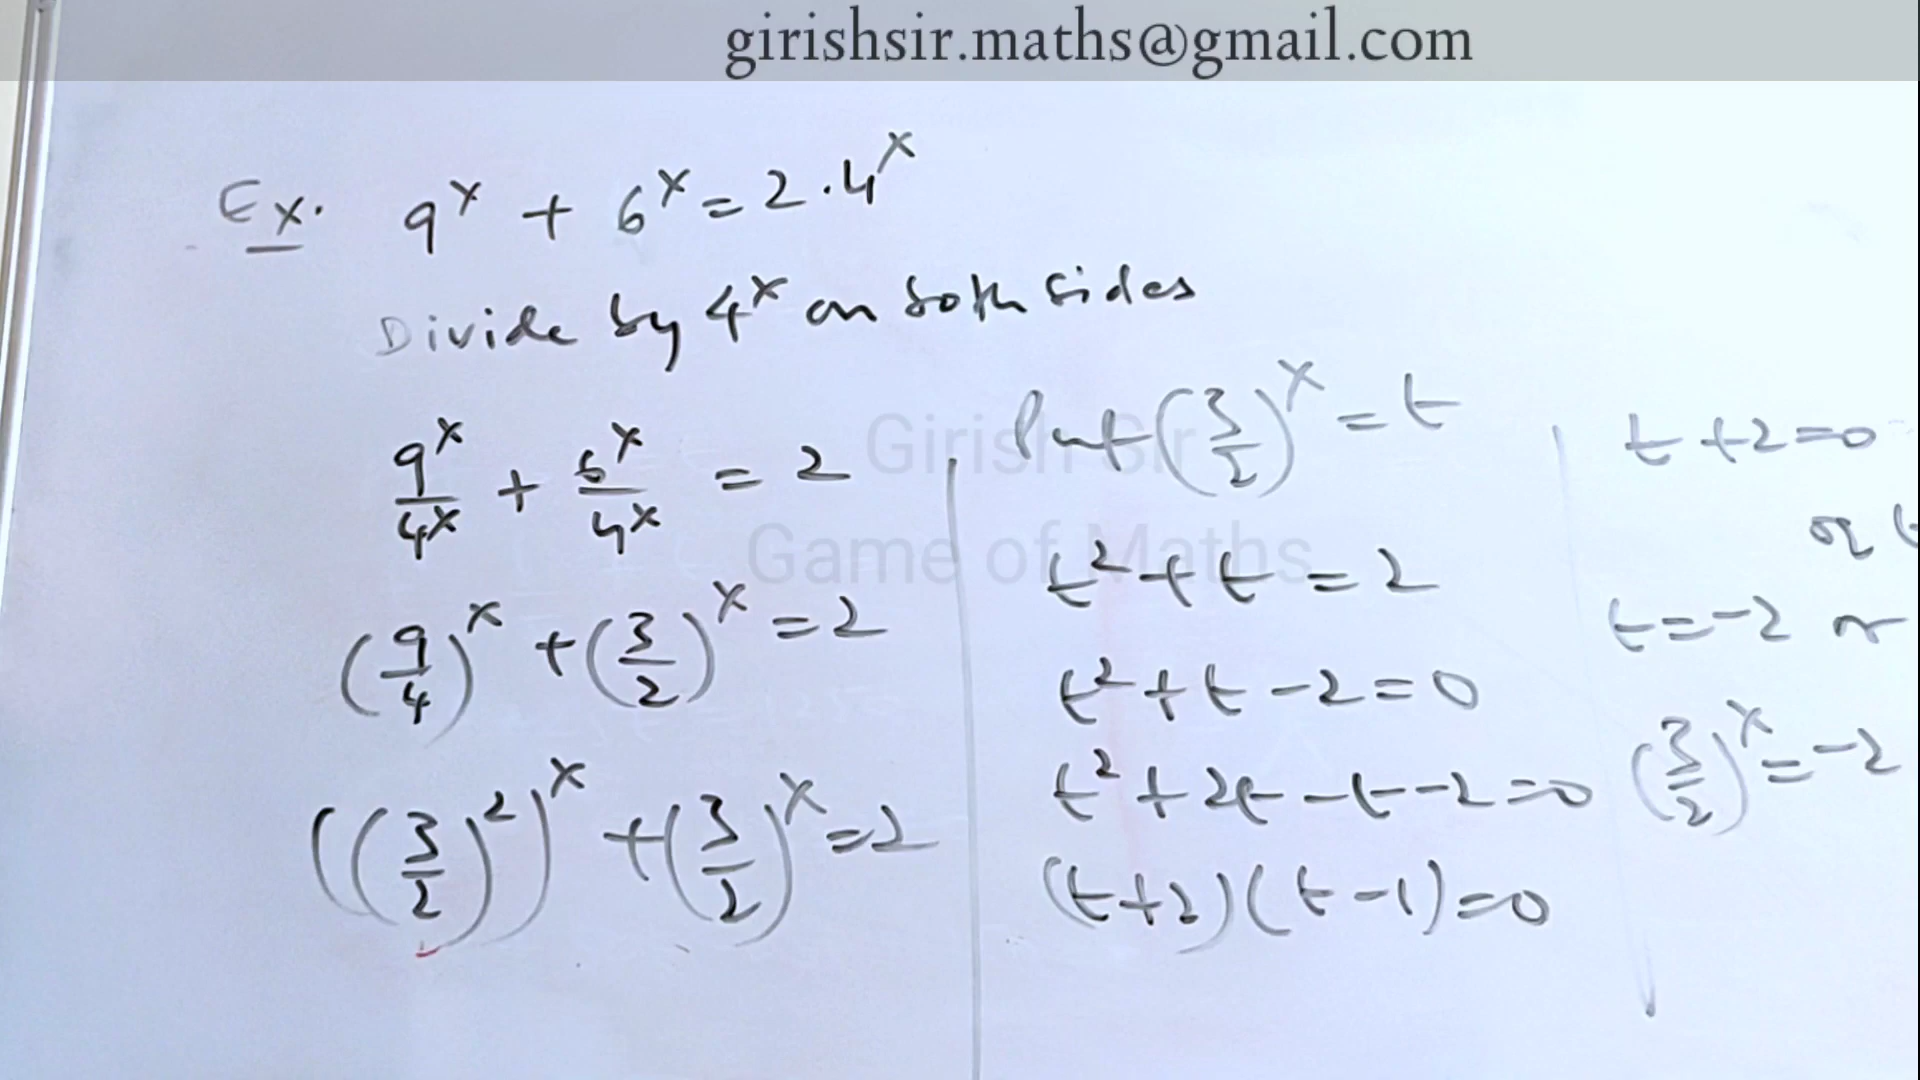 girishsir.maths@gmail.com
Ex. 9^x + 6^x = 2 . 4^x
Divide by 4^x on both sides
9^x/4^x + 6^x/4^x = 2
(9/4)^x + (3/2)^x = 2
((3/2)^2)^x + (3/2)^x = 2
Put (3/2)^x = t
t^2 + t = 2
t^2 + t - 2 = 0
t^2 + 2t - t - 2 = 0
(t + 2) (t - 1) = 0
t + 2 = 0
or
t = -2 or
(3/2)^x = -2
Girish Sir
Game of Maths